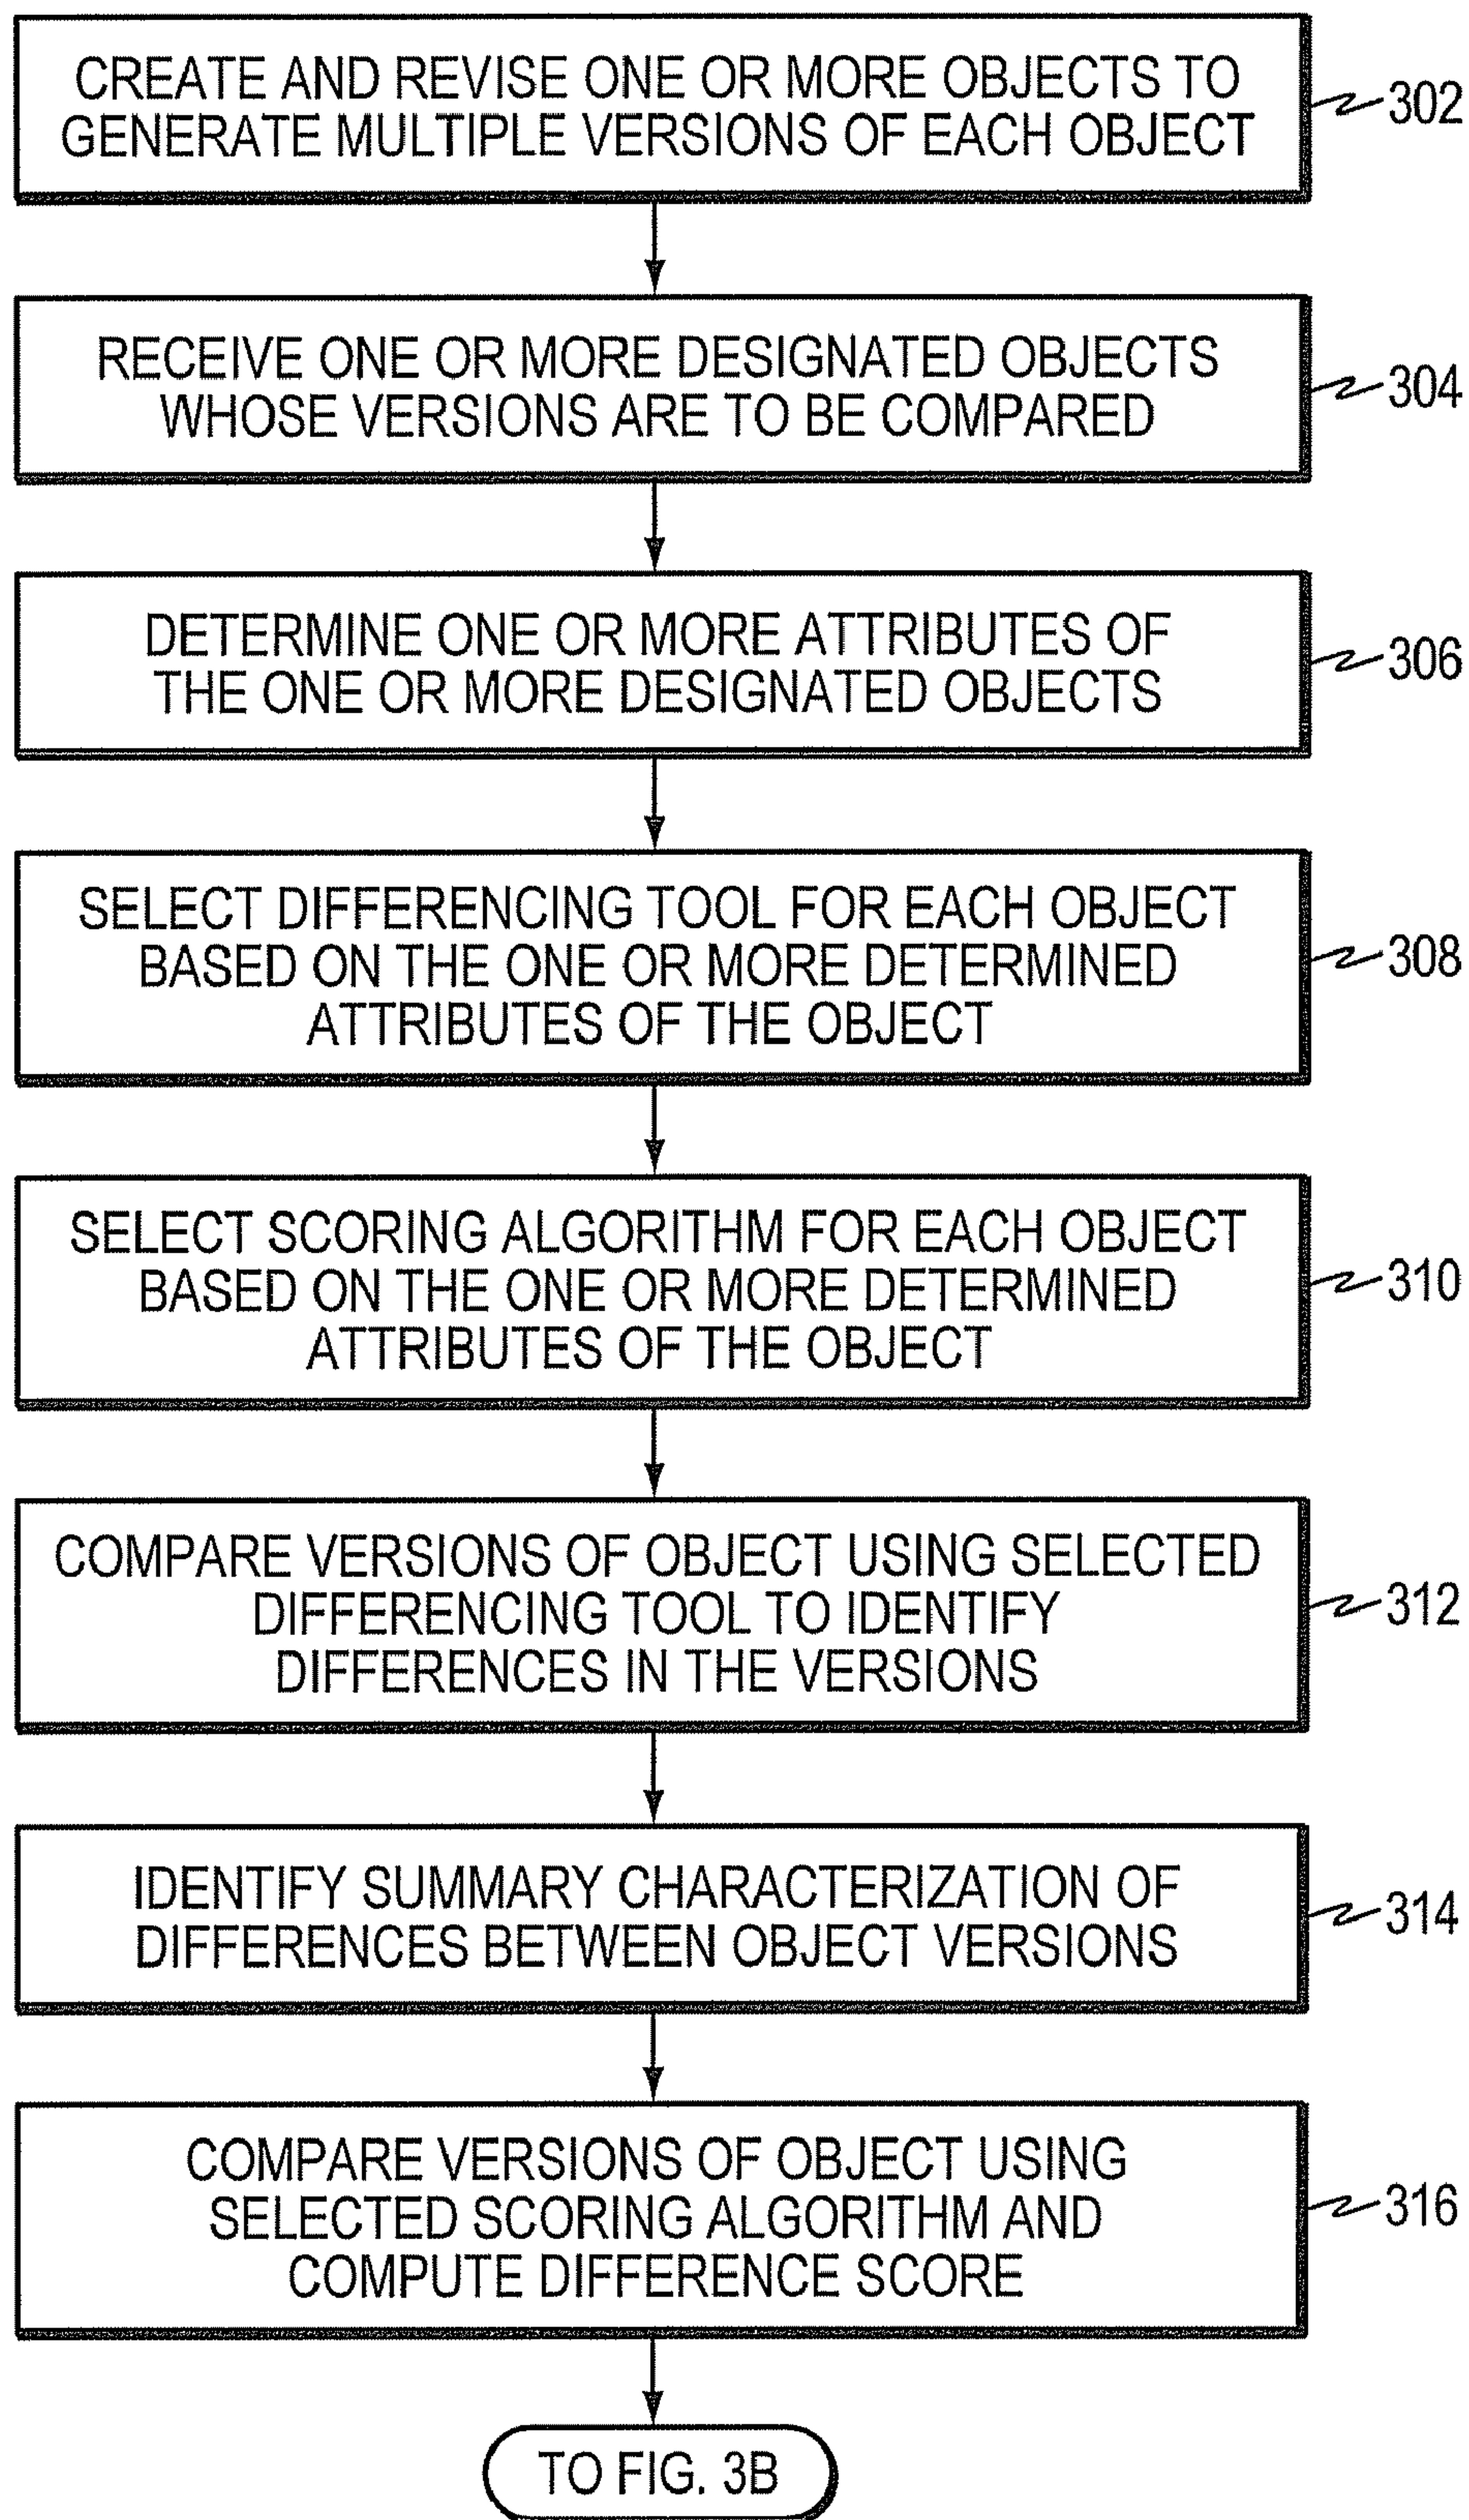 CREATE AND REVISE ONE OR MORE OBJECTS TO
GENERATE MULTIPLE VERSIONS OF EACH OBJECT
302
RECEIVE ONE OR MORE DESIGNATED OBJECTS
WHOSE VERSIONS ARE TO BE COMPARED
304
DETERMINE ONE OR MORE ATTRIBUTES OF
THE ONE OR MORE DESIGNATED OBJECTS
306
SELECT DIFFERENCING TOOL FOR EACH OBJECT
BASED ON THE ONE OR MORE DETERMINED
ATTRIBUTES OF THE OBJECT
308
SELECT SCORING ALGORITHM FOR EACH OBJECT
BASED ON THE ONE OR MORE DETERMINED
ATTRIBUTES OF THE OBJECT
310
COMPARE VERSIONS OF OBJECT USING SELECTED
DIFFERENCING TOOL TO IDENTIFY
DIFFERENCES IN THE VERSIONS
312
IDENTIFY SUMMARY CHARACTERIZATION OF
DIFFERENCES BETWEEN OBJECT VERSIONS
314
COMPARE VERSIONS OF OBJECT USING
SELECTED SCORING ALGORITHM AND
COMPUTE DIFFERENCE SCORE
316
TO FIG. 3B